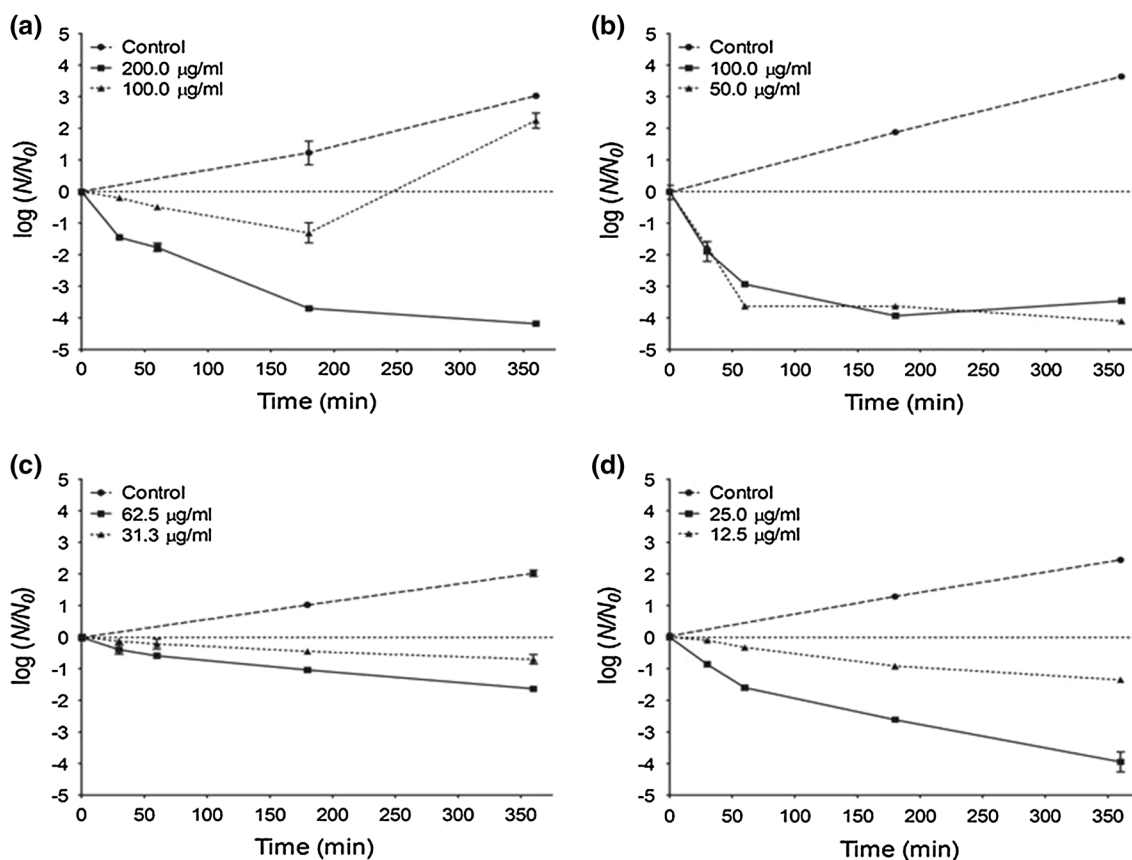 (a)
Control
200.0 µg/ml
100.0 µg/ml
5
4
3
2
1
0
-1
-2
-3
-4
-5
log (N/N0)
0 50 100 150 200 250 300 350
Time (min)
(b)
Control
100.0 µg/ml
50.0 µg/ml
5
4
3
2
1
0
-1
-2
-3
-4
-5
log (N/N0)
0 50 100 150 200 250 300 350
Time (min)
(c)
Control
62.5 µg/ml
31.3 µg/ml
5
4
3
2
1
0
-1
-2
-3
-4
-5
log (N/N0)
0 50 100 150 200 250 300 350
Time (min)
(d)
Control
25.0 µg/ml
12.5 µg/ml
5
4
3
2
1
0
-1
-2
-3
-4
-5
log (N/N0)
0 50 100 150 200 250 300 350
Time (min)